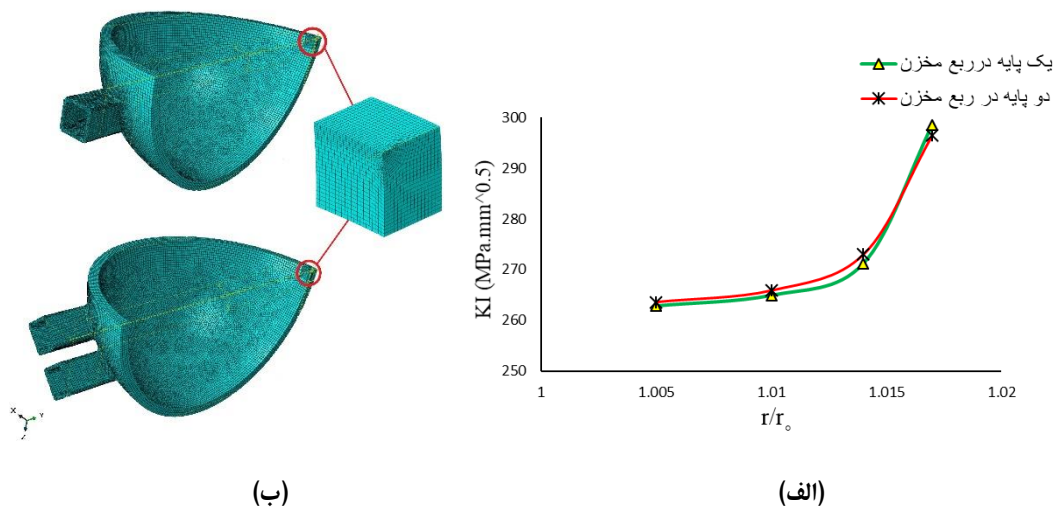 یک پایه درربع مخزن
دو پایه در ربع مخزن
KI (MPa.mm^0.5)
300
290
280
270
260
250
1 1.005 1.01 1.015 1.02
r/r∘
X Y Z
(ب) (الف)